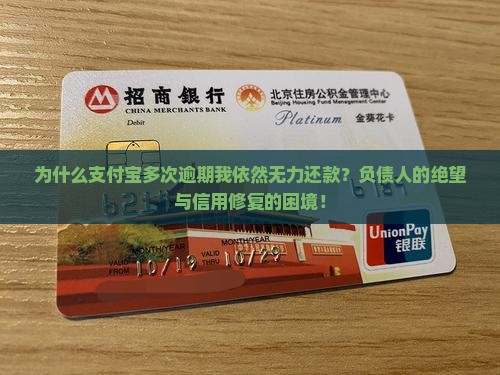 招商银行
CHINA MERCHANTS BANK
Debit
北京住房公积金管理中心
Beijing Housing Fund Management Center
Platinum 金葵花卡
为什么支付宝多次逾期我依然无力还款?负债人的绝望
与信用修复的困境!
MONTH/YEAR
VALID FROM 10/19
MONTH/YEAR
VALID THRU 10/29
UnionPay
银联